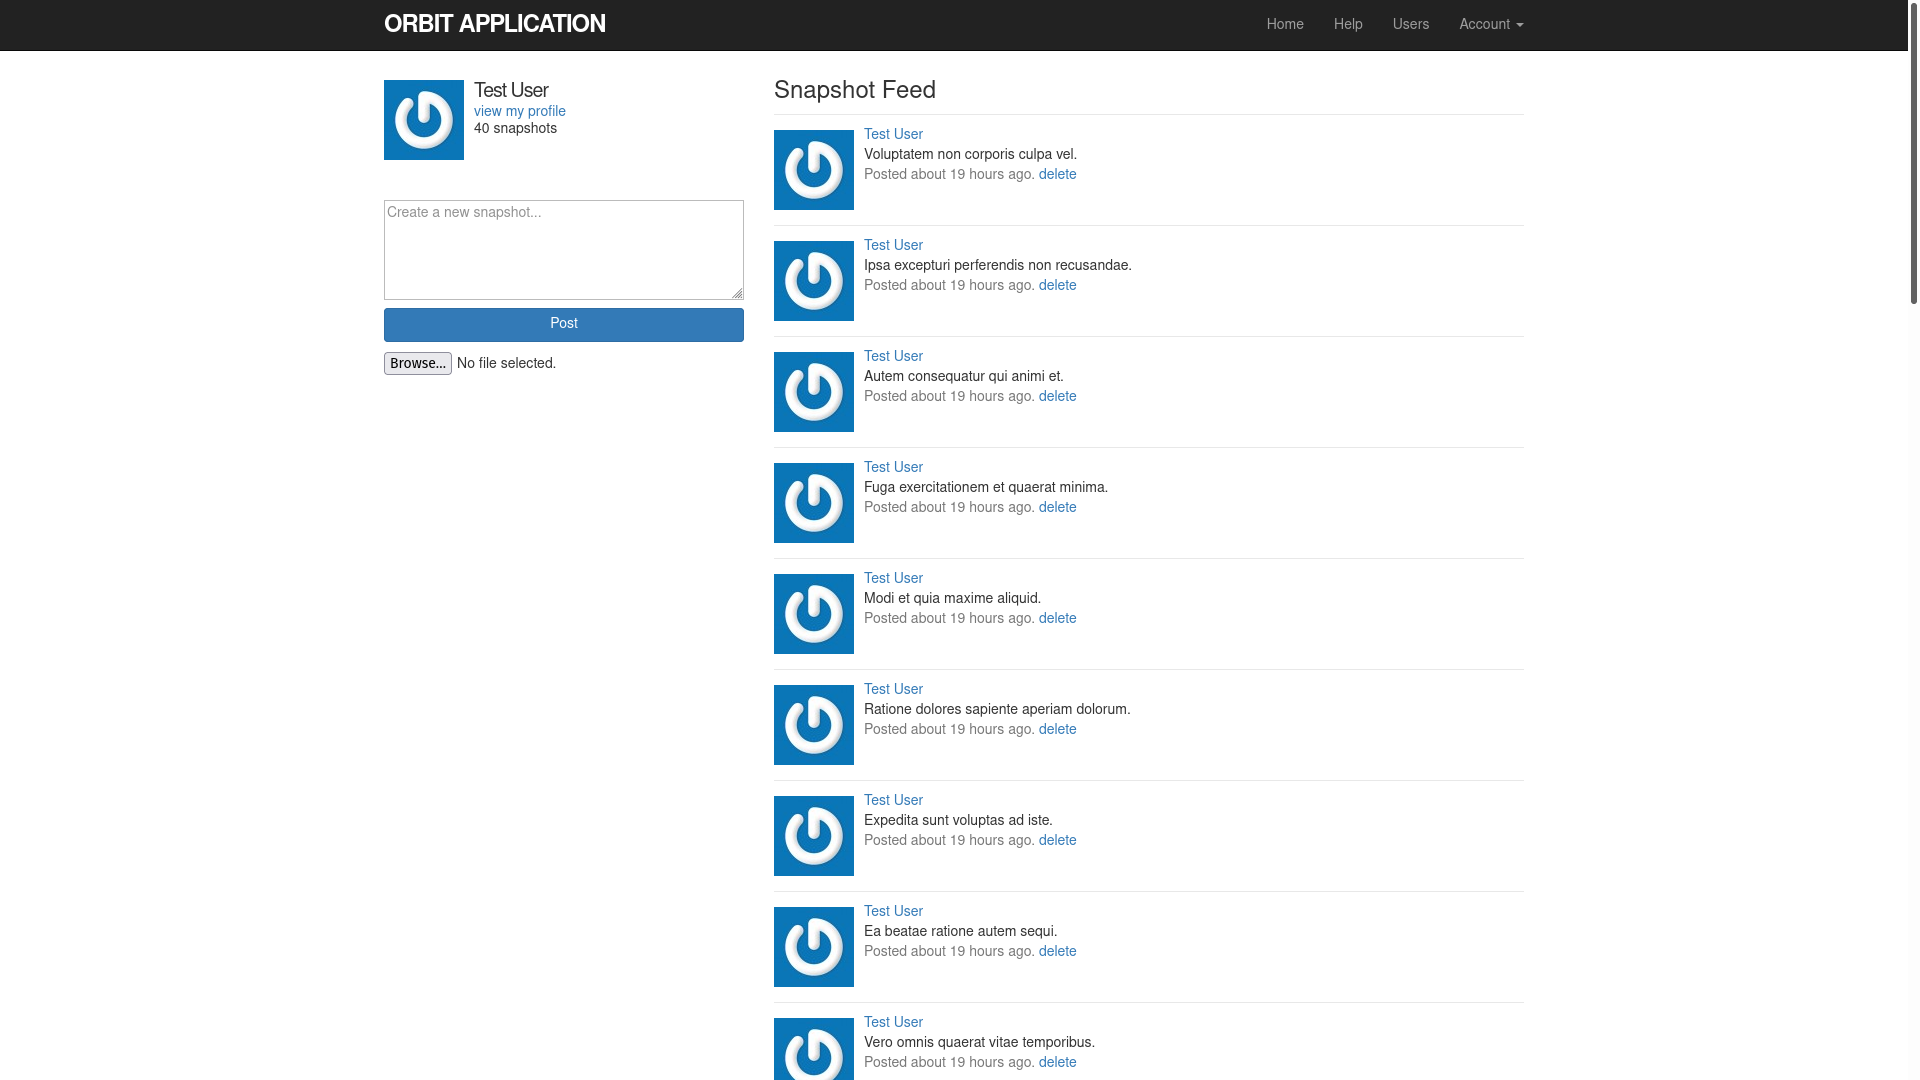 ORBIT APPLICATION
Home Help Users Account
Test User
view my profile
40 snapshots
Create a new snapshot...
Post
Browse... No file selected.
Snapshot Feed
Test User
Voluptatem non corporis culpa vel.
Posted about 19 hours ago. delete
Test User
Ipsa excepturi perferendis non recusandae.
Posted about 19 hours ago. delete
Test User
Autem consequatur qui animi et.
Posted about 19 hours ago. delete
Test User
Fuga exercitationem et quaerat minima.
Posted about 19 hours ago. delete
Test User
Modi et quia maxime aliquid.
Posted about 19 hours ago. delete
Test User
Ratione dolores sapiente aperiam dolorum.
Posted about 19 hours ago. delete
Test User
Expedita sunt voluptas ad iste.
Posted about 19 hours ago. delete
Test User
Ea beatae ratione autem sequi.
Posted about 19 hours ago. delete
Test User
Vero omnis quaerat vitae temporibus.
Posted about 19 hours ago. delete